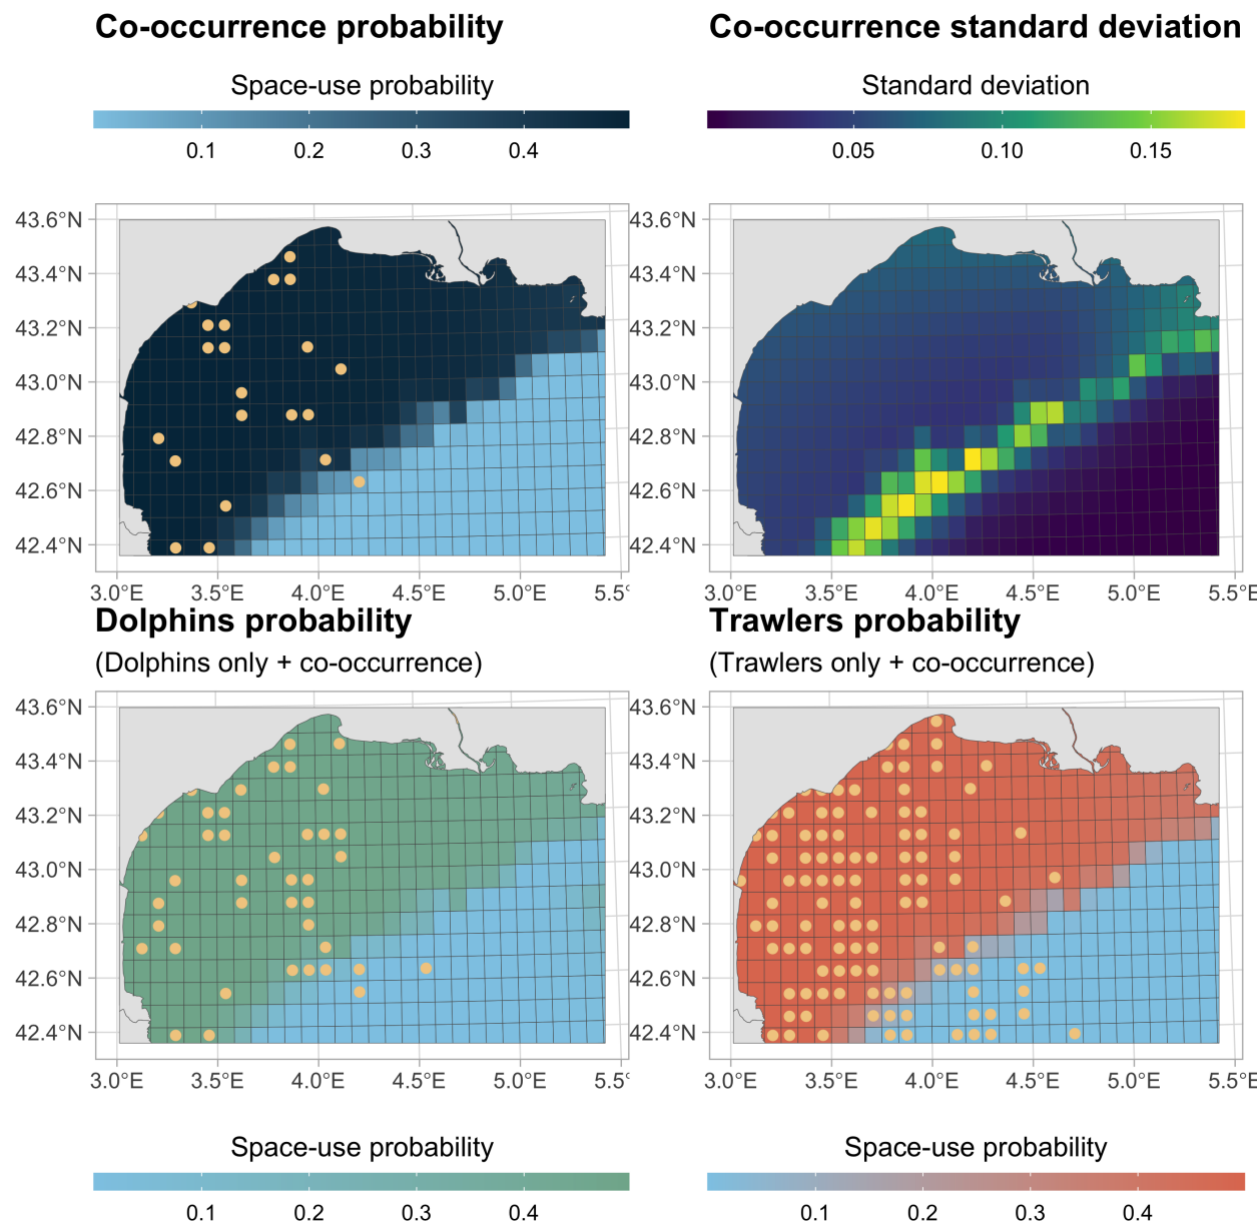 Co-occurrence probability
Space-use probability
0.1 0.2 0.3 0.4
43.6°N
43.4°N
43.2°N
43.0°N
42.8°N
42.6°N
42.4°N
3.0°E 3.5°E 4.0°E 4.5°E 5.0°E 5.5°
Co-occurrence standard deviation
Standard deviation
0.05 0.10 0.15
43.6°N
43.4°N
43.2°N
43.0°N
42.8°N
42.6°N
42.4°N
3.0°E 3.5°E 4.0°E 4.5°E 5.0°E 5.5°E
Dolphins probability
(Dolphins only + co-occurrence)
43.6°N
43.4°N
43.2°N
43.0°N
42.8°N
42.6°N
42.4°N
3.0°E 3.5°E 4.0°E 4.5°E 5.0°E 5.5°
Space-use probability
0.1 0.2 0.3 0.4
Trawlers probability
(Trawlers only + co-occurrence)
43.6°N
43.4°N
43.2°N
43.0°N
42.8°N
42.6°N
42.4°N
3.0°E 3.5°E 4.0°E 4.5°E 5.0°E 5.5°E
Space-use probability
0.1 0.2 0.3 0.4